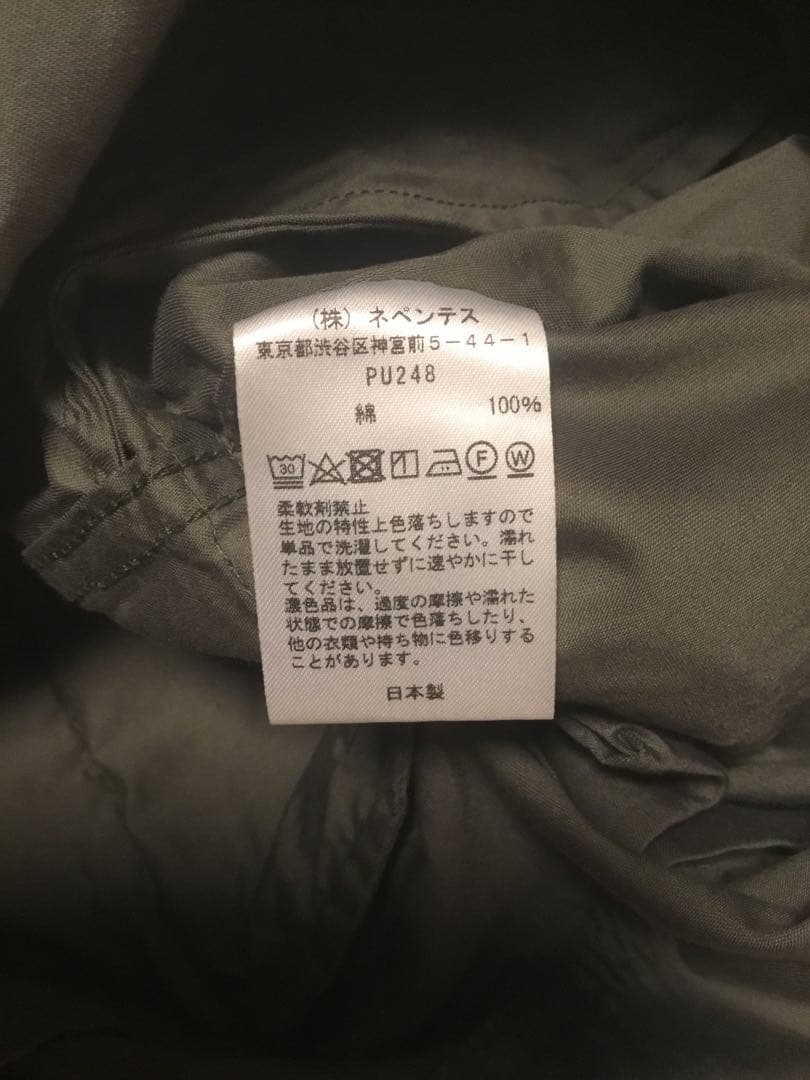 (株) ネペンテス
東京都渋谷区神宮前5-44-1
PU248
綿 100%
30 F W
柔軟剤禁止
生地の特性上色落ちしますので
単品で洗濯してください。濡れ
たまま放置せずに速やかに干し
てください。
濃色品は、過度の摩擦や濡れた
状態での摩擦で色落ちしたり、
他の衣類や持ち物に色移りする
ことがあります。
日本製